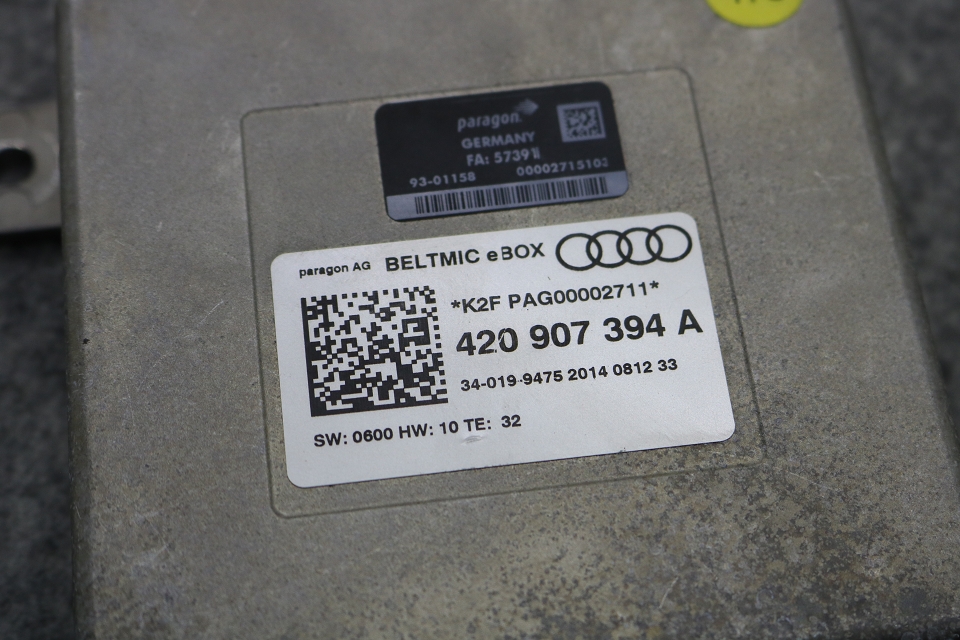 paragon
GERMANY
FA: 5739
93-01158 00002715102
paragon AG BELTMIC eBOX
*K2F PAG00002711*
420 907 394 A
34-019-9475 2014 0812 33
SW: 0600 HW: 10 TE: 32